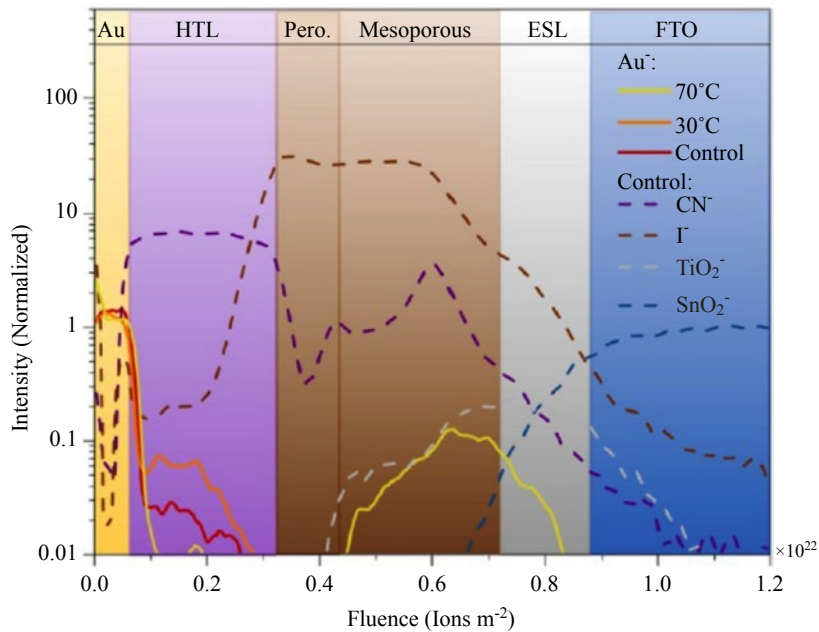 Au HTL Pero. Mesoporous ESL FTO
Au⁻:
70˚C
30˚C
Control
Control:
CN⁻
I⁻
TiO₂⁻
SnO₂⁻
Intensity (Normalized)
100
10
1
0.1
0.01
0.0 0.2 0.4 0.6 0.8 1.0 1.2
×10²²
Fluence (Ions m⁻²)